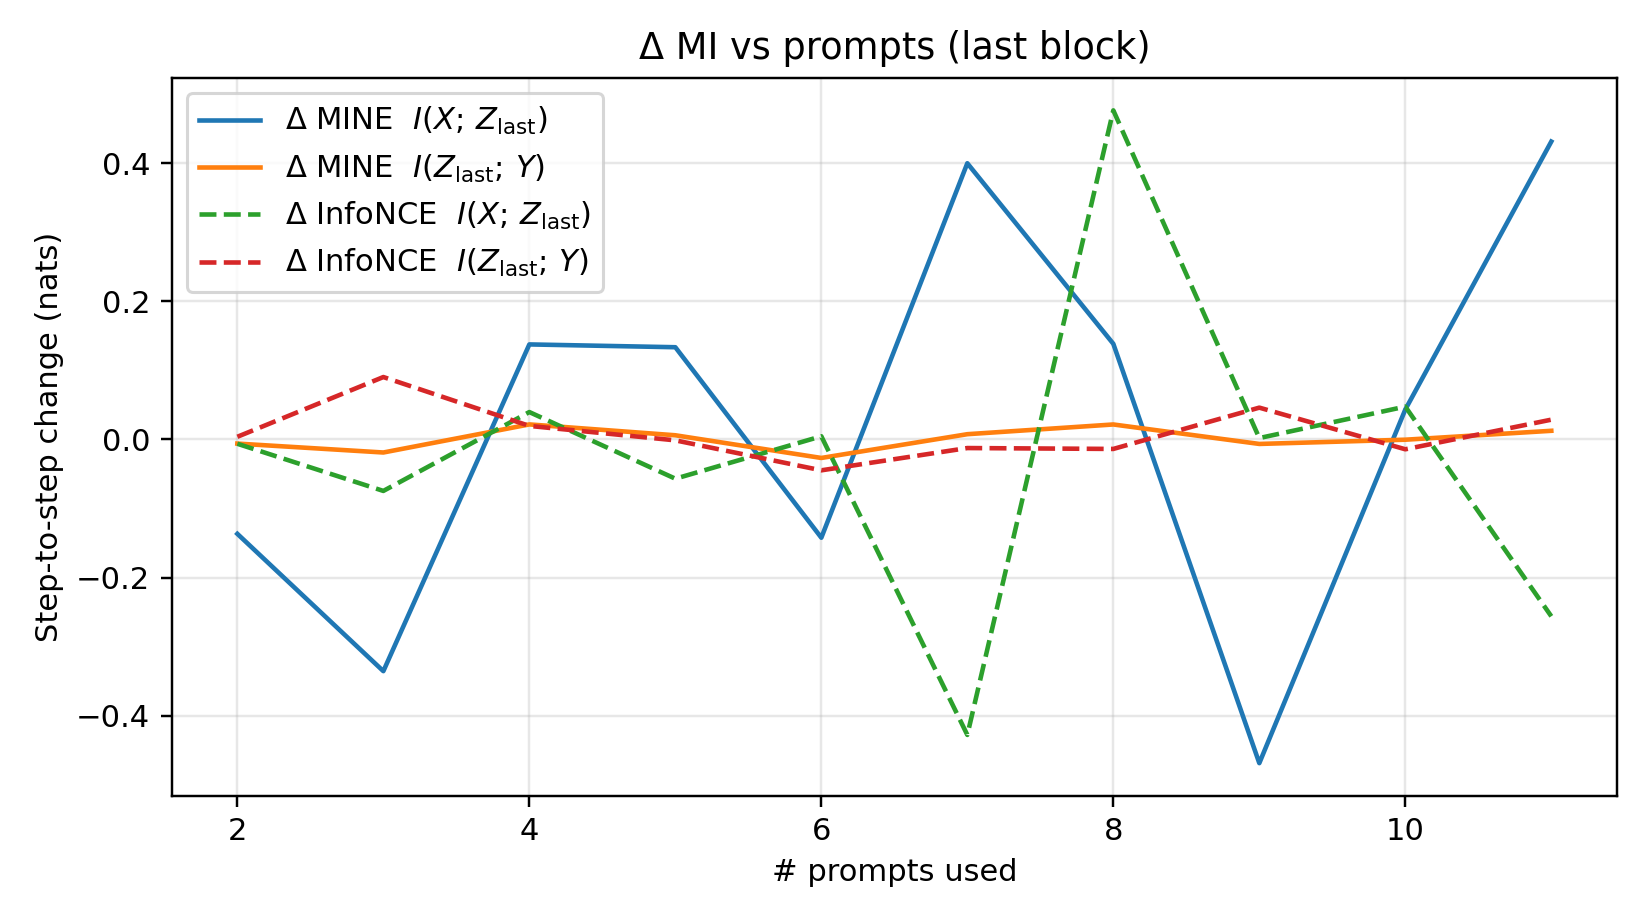 Δ MI vs prompts (last block)
Δ MINE I(X; Z_last)
Δ MINE I(Z_last; Y)
Δ InfoNCE I(X; Z_last)
Δ InfoNCE I(Z_last; Y)
Step-to-step change (nats)
0.4
0.2
0.0
−0.2
−0.4
2 4 6 8 10
# prompts used